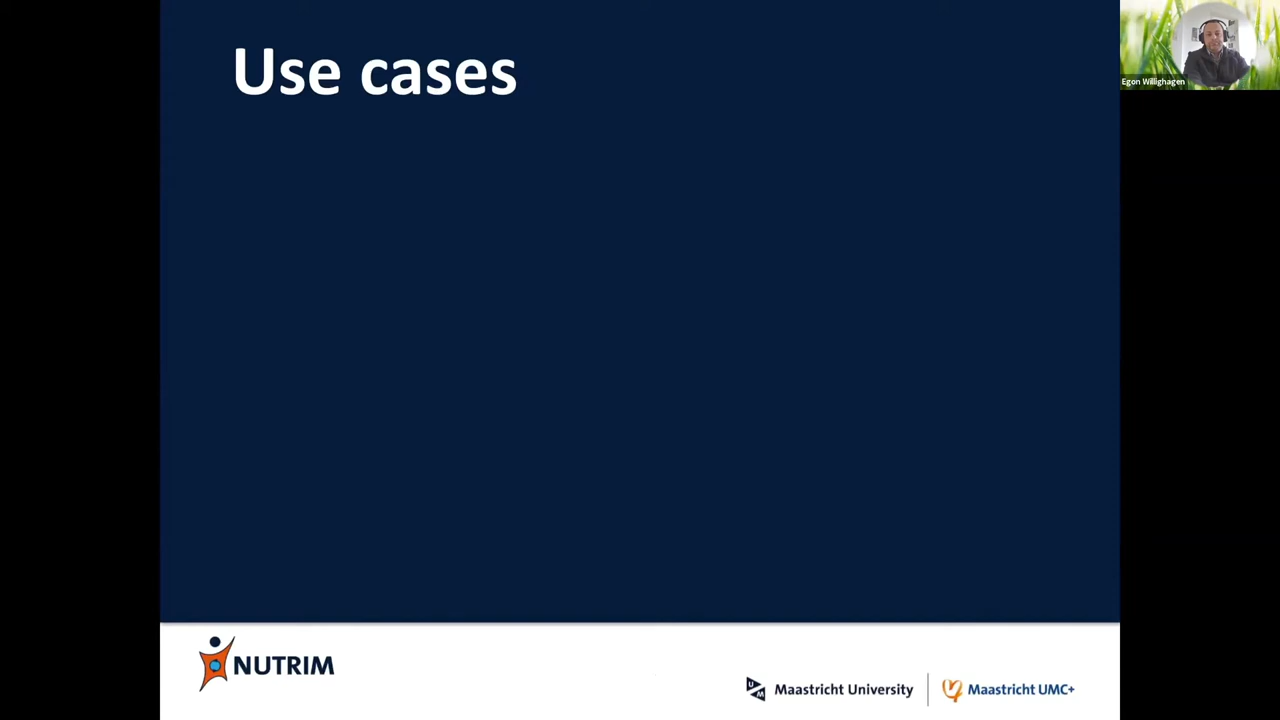 Use cases
Egon Willighagen
NUTRIM
Maastricht University
Maastricht UMC+